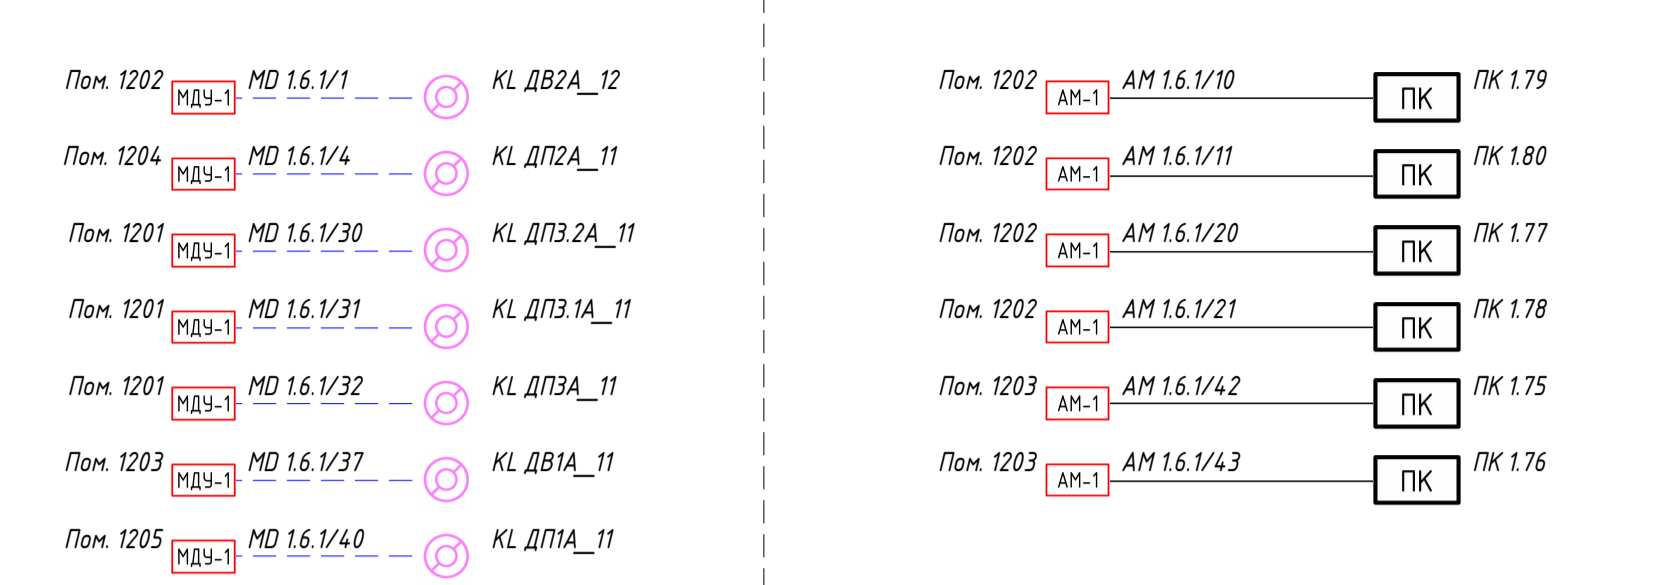 Пом. 1202 МДУ-1 MD 1.6.1/1 KL ДВ2А__12
Пом. 1204 МДУ-1 MD 1.6.1/4 KL ДП2А__11
Пом. 1201 МДУ-1 MD 1.6.1/30 KL ДП3.2А__11
Пом. 1201 МДУ-1 MD 1.6.1/31 KL ДП3.1А__11
Пом. 1201 МДУ-1 MD 1.6.1/32 KL ДП3А__11
Пом. 1203 МДУ-1 MD 1.6.1/37 KL ДВ1А__11
Пом. 1205 МДУ-1 MD 1.6.1/40 KL ДП1А__11
Пом. 1202 АМ-1 АМ 1.6.1/10 ПК ПК 1.79
Пом. 1202 АМ-1 АМ 1.6.1/11 ПК ПК 1.80
Пом. 1202 АМ-1 АМ 1.6.1/20 ПК ПК 1.77
Пом. 1202 АМ-1 АМ 1.6.1/21 ПК ПК 1.78
Пом. 1203 АМ-1 АМ 1.6.1/42 ПК ПК 1.75
Пом. 1203 АМ-1 АМ 1.6.1/43 ПК ПК 1.76